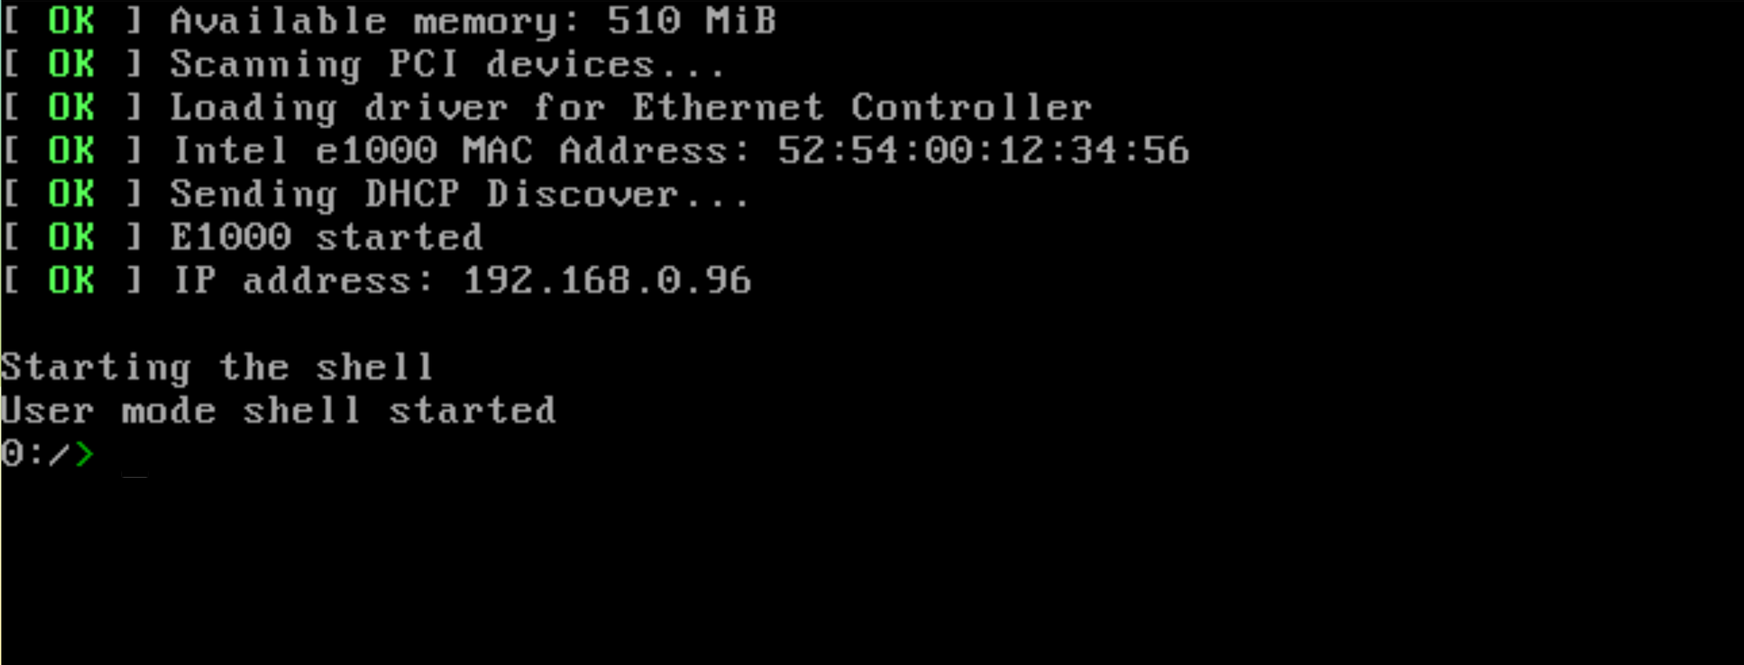 [ OK ] Available memory: 510 MiB
[ OK ] Scanning PCI devices...
[ OK ] Loading driver for Ethernet Controller
[ OK ] Intel e1000 MAC Address: 52:54:00:12:34:56
[ OK ] Sending DHCP Discover...
[ OK ] E1000 started
[ OK ] IP address: 192.168.0.96
Starting the shell
User mode shell started
0:/> _